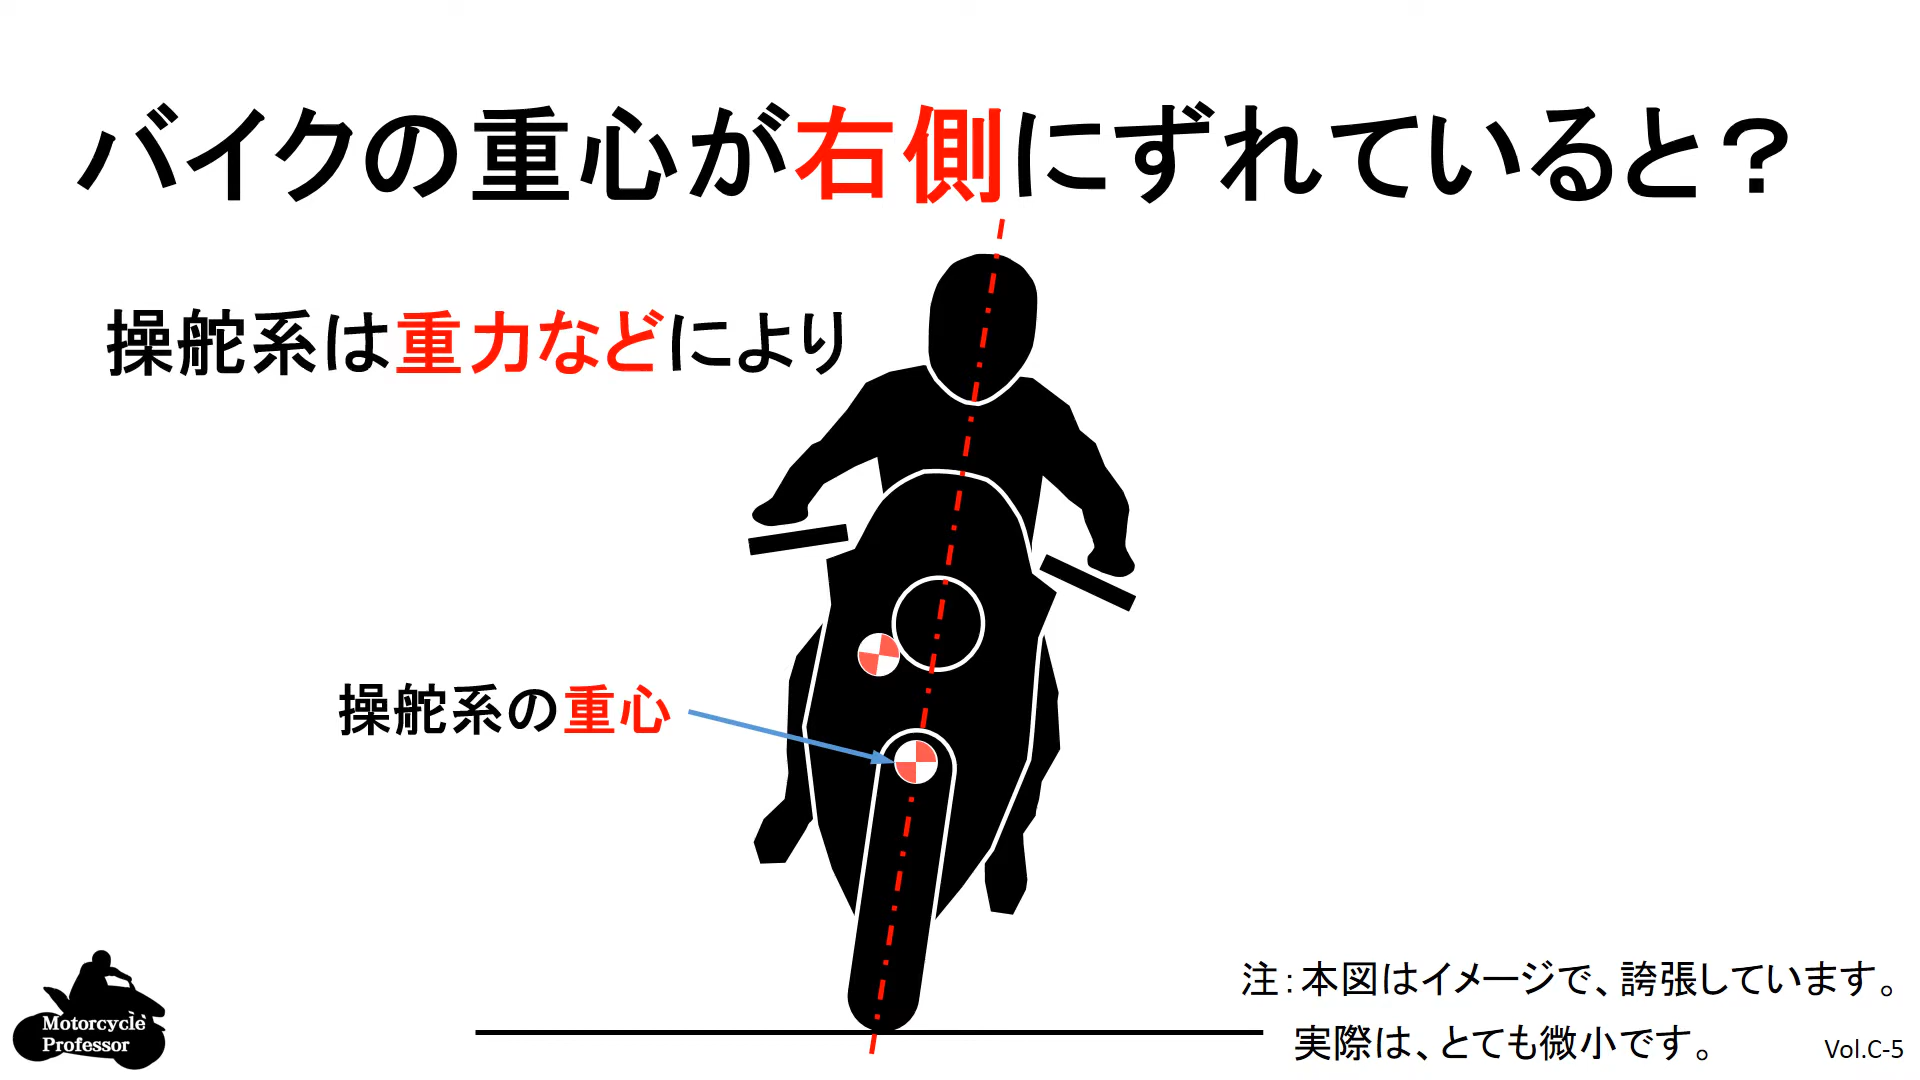 バイクの重心が右側にずれていると？
操舵系は重力などにより
操舵系の重心
注：本図はイメージで、誇張しています。
実際は、とても微小です。
Vol.C-5
Motorcycle
Professor